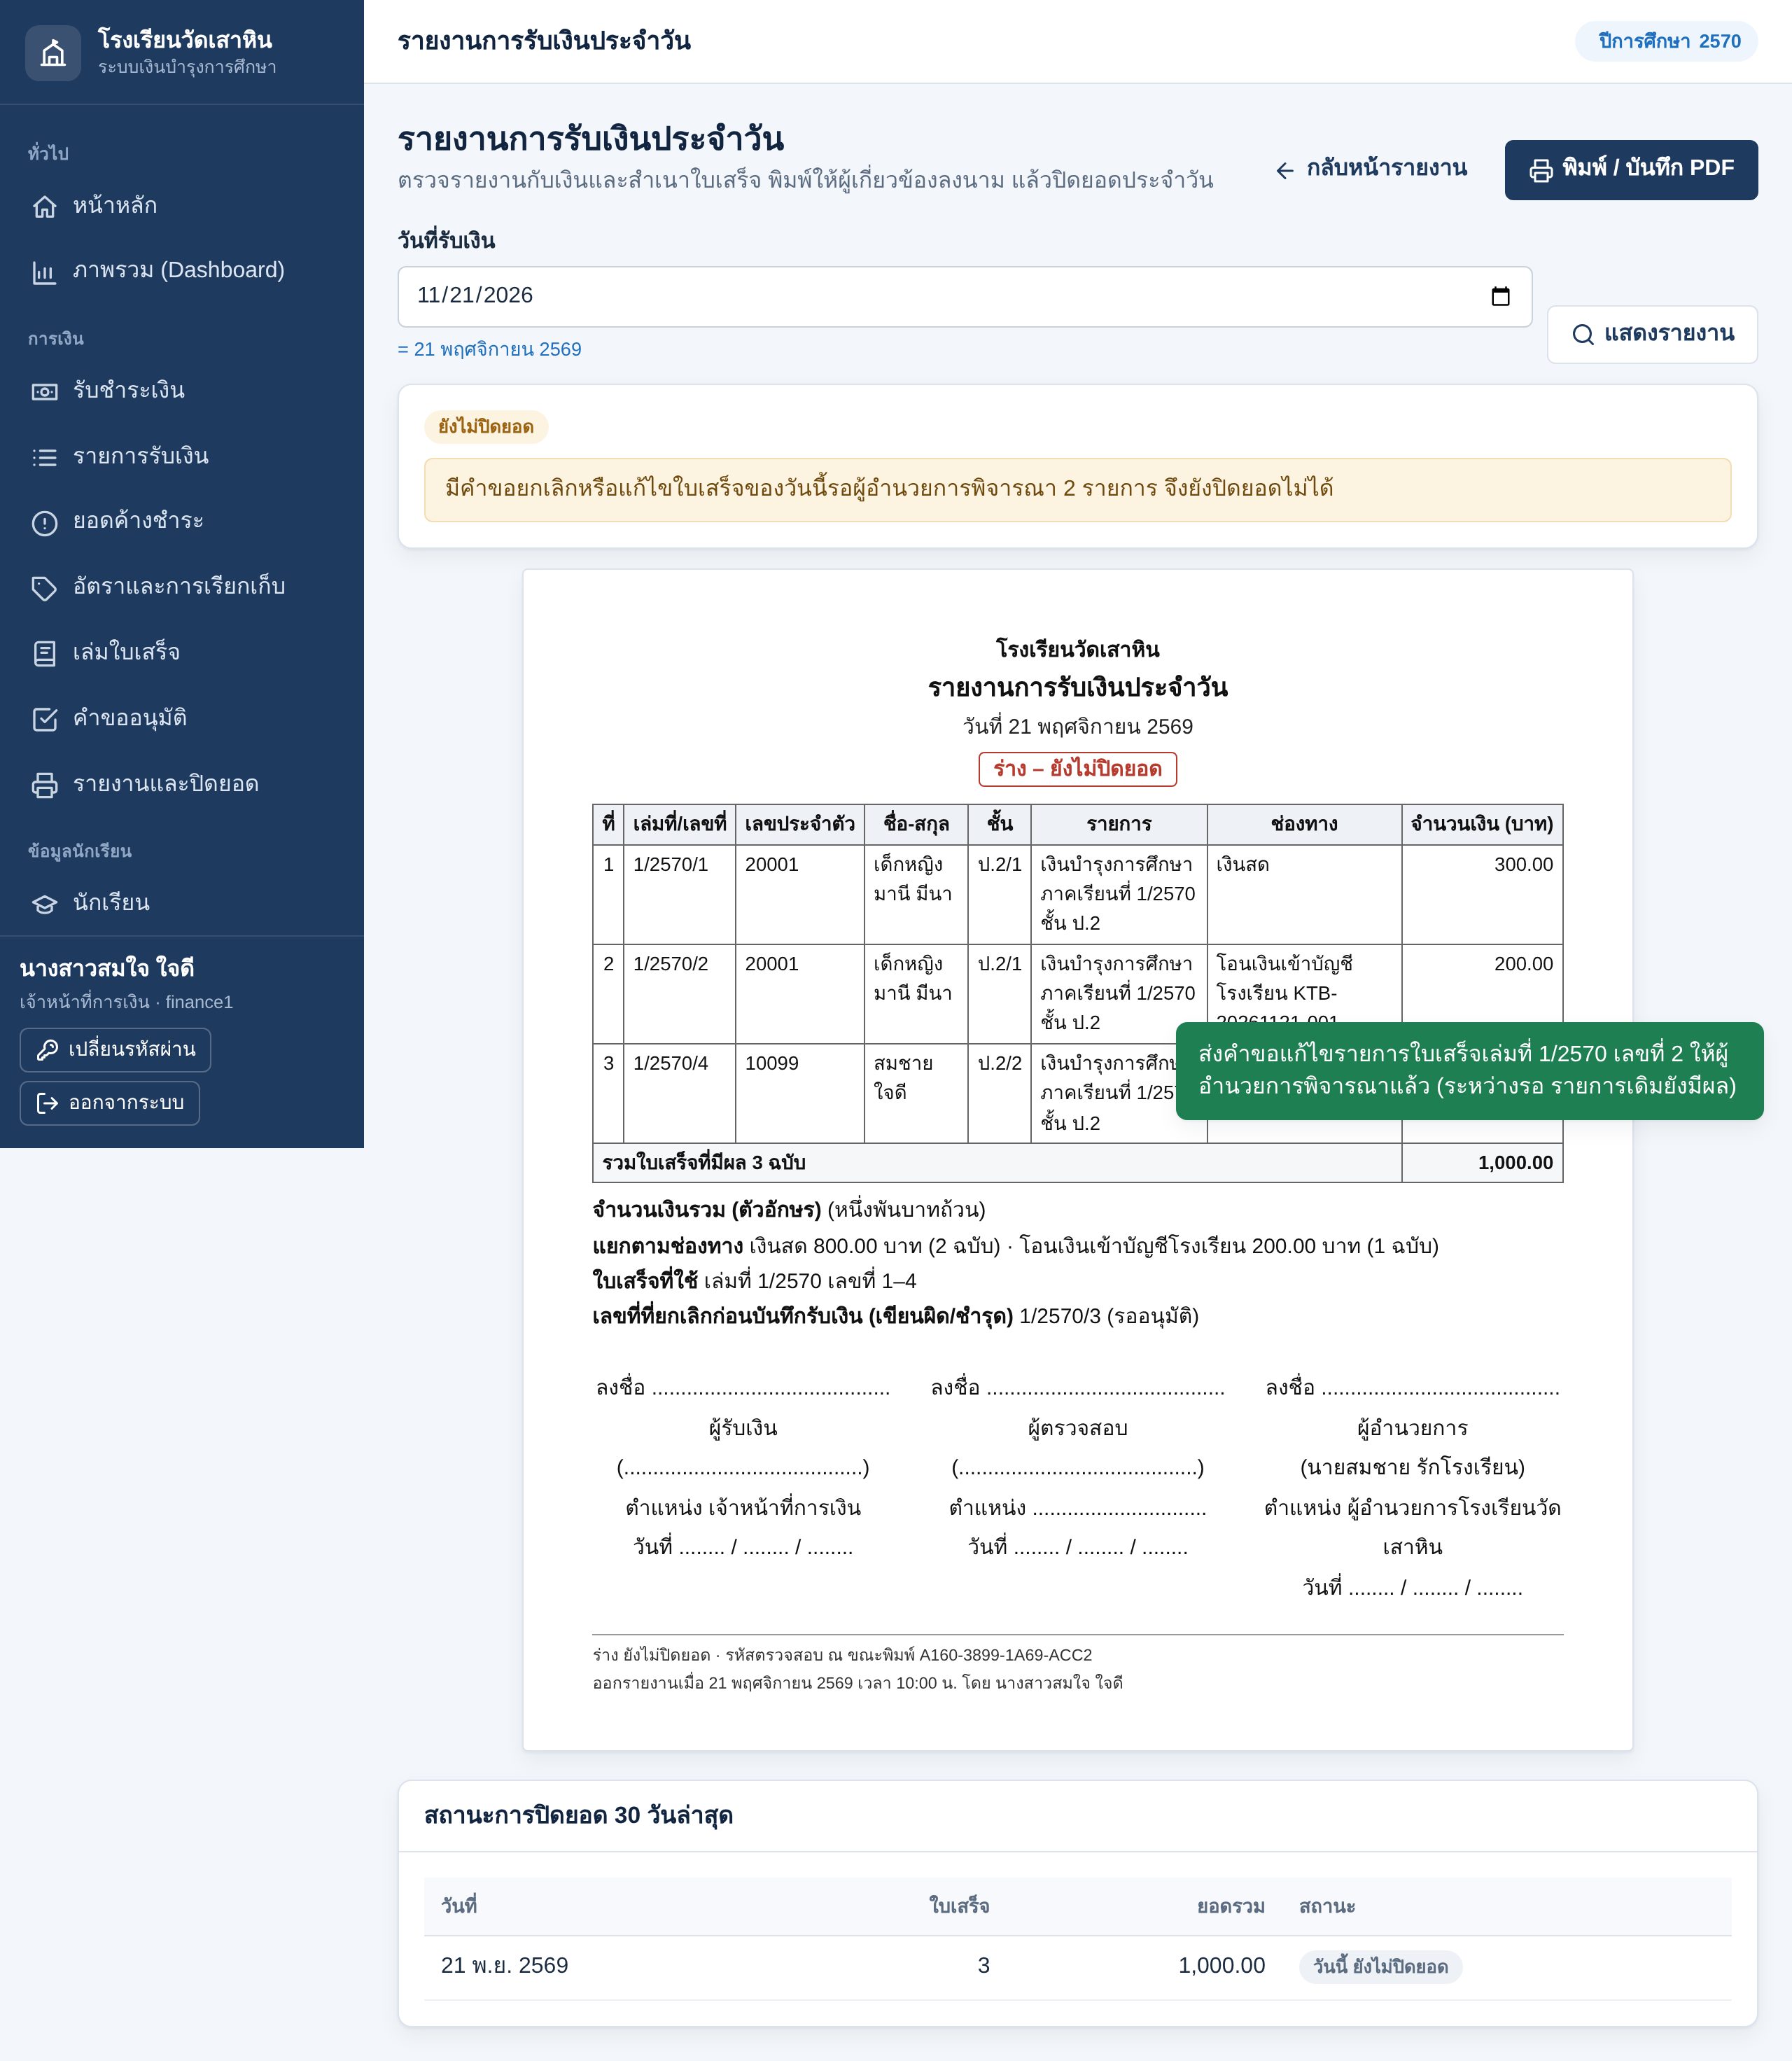 โรงเรียนวัดเสาหิน
ระบบเงินบำรุงการศึกษา
ทั่วไป
หน้าหลัก
ภาพรวม (Dashboard)
การเงิน
รับชำระเงิน
รายการรับเงิน
ยอดค้างชำระ
อัตราและการเรียกเก็บ
เล่มใบเสร็จ
คำขออนุมัติ
รายงานและปิดยอด
ข้อมูลนักเรียน
นักเรียน
นางสาวสมใจ ใจดี
เจ้าหน้าที่การเงิน · finance1
เปลี่ยนรหัสผ่าน
ออกจากระบบ
รายงานการรับเงินประจำวัน
ปีการศึกษา 2570
รายงานการรับเงินประจำวัน
ตรวจรายงานกับเงินและสำเนาใบเสร็จ พิมพ์ให้ผู้เกี่ยวข้องลงนาม แล้วปิดยอดประจำวัน
กลับหน้ารายงาน
พิมพ์ / บันทึก PDF
วันที่รับเงิน
11/21/2026
= 21 พฤศจิกายน 2569
แสดงรายงาน
ยังไม่ปิดยอด
มีคำขอยกเลิกหรือแก้ไขใบเสร็จของวันนี้รอผู้อำนวยการพิจารณา 2 รายการ จึงยังปิดยอดไม่ได้
โรงเรียนวัดเสาหิน
รายงานการรับเงินประจำวัน
วันที่ 21 พฤศจิกายน 2569
ร่าง – ยังไม่ปิดยอด
ที่ เล่มที่/เลขที่ เลขประจำตัว ชื่อ-สกุล ชั้น รายการ ช่องทาง จำนวนเงิน (บาท)
1 1/2570/1 20001 เด็กหญิง ป.2/1 เงินบำรุงการศึกษา เงินสด 300.00
มานี มีนา ภาคเรียนที่ 1/2570
ชั้น ป.2
2 1/2570/2 20001 เด็กหญิง ป.2/1 เงินบำรุงการศึกษา โอนเงินเข้าบัญชี 200.00
มานี มีนา ภาคเรียนที่ 1/2570 โรงเรียน KTB-
ชั้น ป.2 20261121-001
3 1/2570/4 10099 สมชาย ป.2/2 เงินบำรุงการศึก
ใจดี ภาคเรียนที่ 1/257
ชั้น ป.2
ส่งคำขอแก้ไขรายการใบเสร็จเล่มที่ 1/2570 เลขที่ 2 ให้ผู้
อำนวยการพิจารณาแล้ว (ระหว่างรอ รายการเดิมยังมีผล)
รวมใบเสร็จที่มีผล 3 ฉบับ 1,000.00
จำนวนเงินรวม (ตัวอักษร) (หนึ่งพันบาทถ้วน)
แยกตามช่องทาง เงินสด 800.00 บาท (2 ฉบับ) · โอนเงินเข้าบัญชีโรงเรียน 200.00 บาท (1 ฉบับ)
ใบเสร็จที่ใช้ เล่มที่ 1/2570 เลขที่ 1–4
เลขที่ที่ยกเลิกก่อนบันทึกรับเงิน (เขียนผิด/ชำรุด) 1/2570/3 (รออนุมัติ)
ลงชื่อ ......................................... ลงชื่อ ......................................... ลงชื่อ .........................................
ผู้รับเงิน ผู้ตรวจสอบ ผู้อำนวยการ
(.........................................) (.........................................) (นายสมชาย รักโรงเรียน)
ตำแหน่ง เจ้าหน้าที่การเงิน ตำแหน่ง .............................. ตำแหน่ง ผู้อำนวยการโรงเรียนวัด
วันที่ ........ / ........ / ........ วันที่ ........ / ........ / ........ เสาหิน
วันที่ ........ / ........ / ........
ร่าง ยังไม่ปิดยอด · รหัสตรวจสอบ ณ ขณะพิมพ์ A160-3899-1A69-ACC2
ออกรายงานเมื่อ 21 พฤศจิกายน 2569 เวลา 10:00 น. โดย นางสาวสมใจ ใจดี
สถานะการปิดยอด 30 วันล่าสุด
วันที่ ใบเสร็จ ยอดรวม สถานะ
21 พ.ย. 2569 3 1,000.00 วันนี้ ยังไม่ปิดยอด